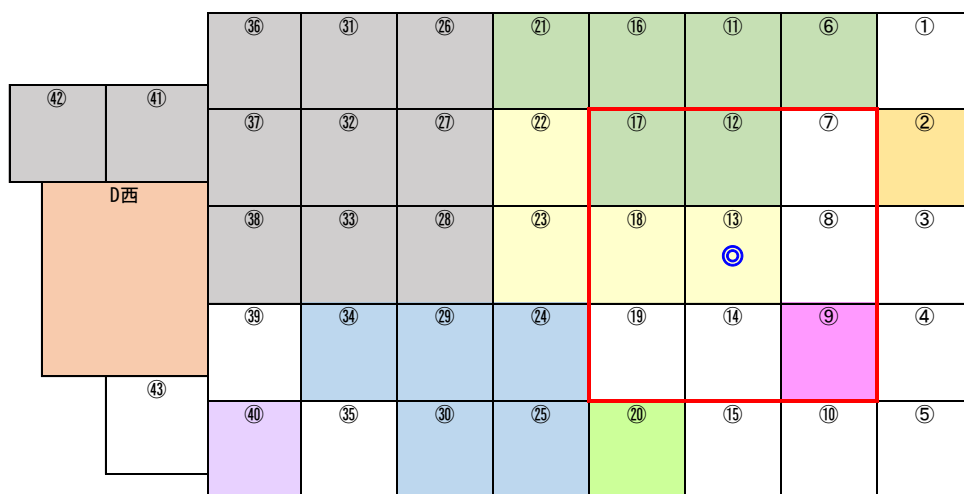 ㊱ ㉛ ㉖ ㉑ ⑯ ⑪ ⑥ ①
㊷ ㊶
㊲ ㉜ ㉗ ㉒ ⑰ ⑫ ⑦ ②
D西
㊳ ㉝ ㉘ ㉓ ⑱ ⑬ ⑧ ③
◎
㊴ ㉞ ㉙ ㉔ ⑲ ⑭ ⑨ ④
㊸
㊵ ㉟ ㉚ ㉕ ⑳ ⑮ ⑩ ⑤